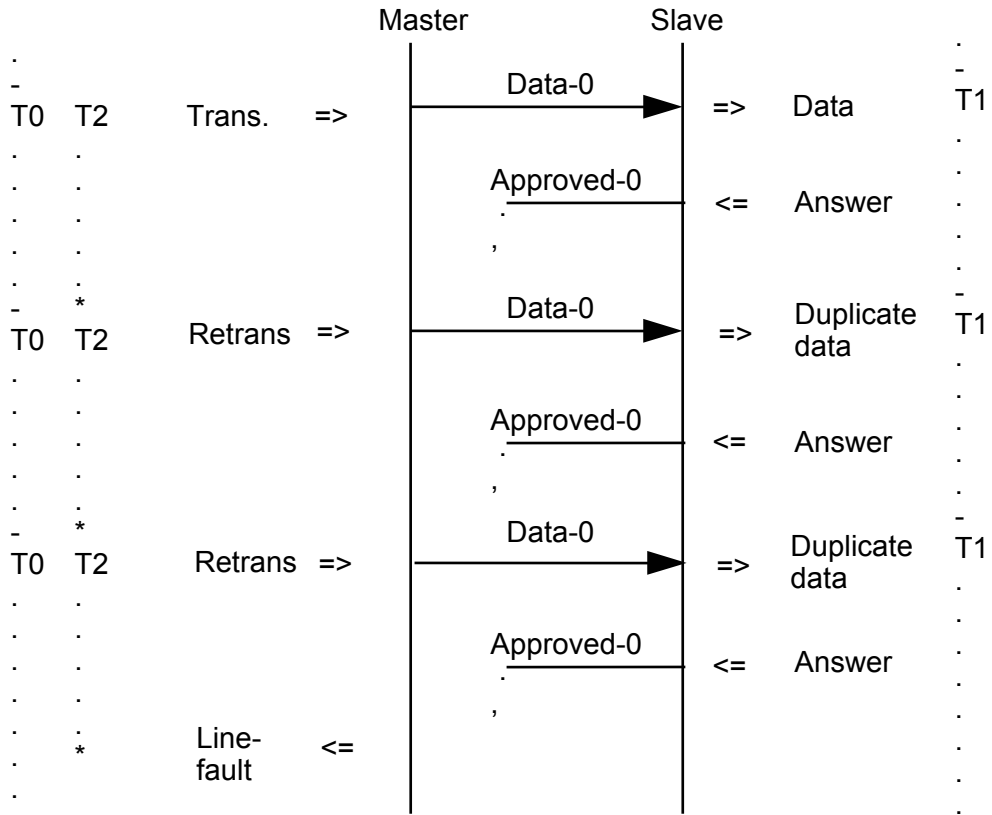 Master Slave
Data-0
T0 T2 Trans. => => Data T1
Approved-0
<= Answer
*
Data-0
T0 T2 Retrans => => Duplicate T1
data
Approved-0
<= Answer
*
Data-0
T0 T2 Retrans => => Duplicate T1
data
Approved-0
<= Answer
* Line- <=
fault